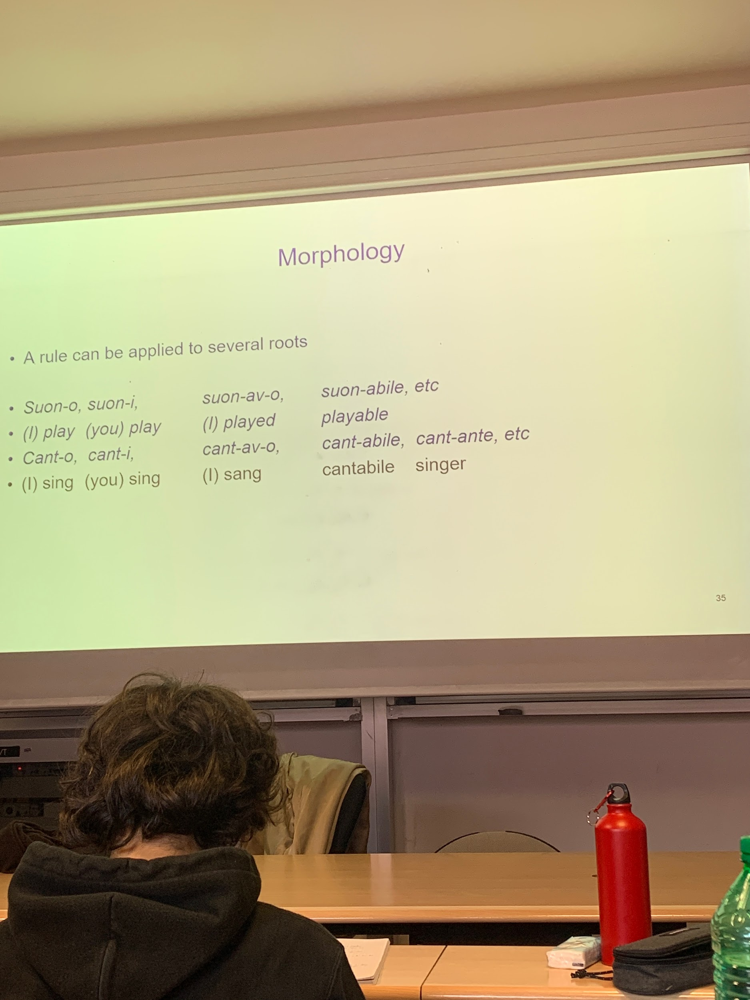 Morphology
• A rule can be applied to several roots
• Suon-o, suon-i, suon-av-o, suon-abile, etc
• (I) play (you) play (I) played playable
• Cant-o, cant-i, cant-av-o, cant-abile, cant-ante, etc
• (I) sing (you) sing (I) sang cantabile singer
35